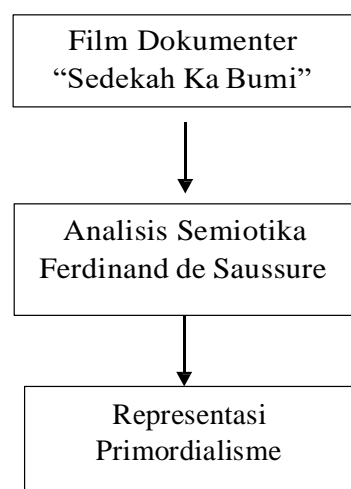 Film Dokumenter
“Sedekah Ka Bumi”
Analisis Semiotika
Ferdinand de Saussure
Representasi
Primordialisme